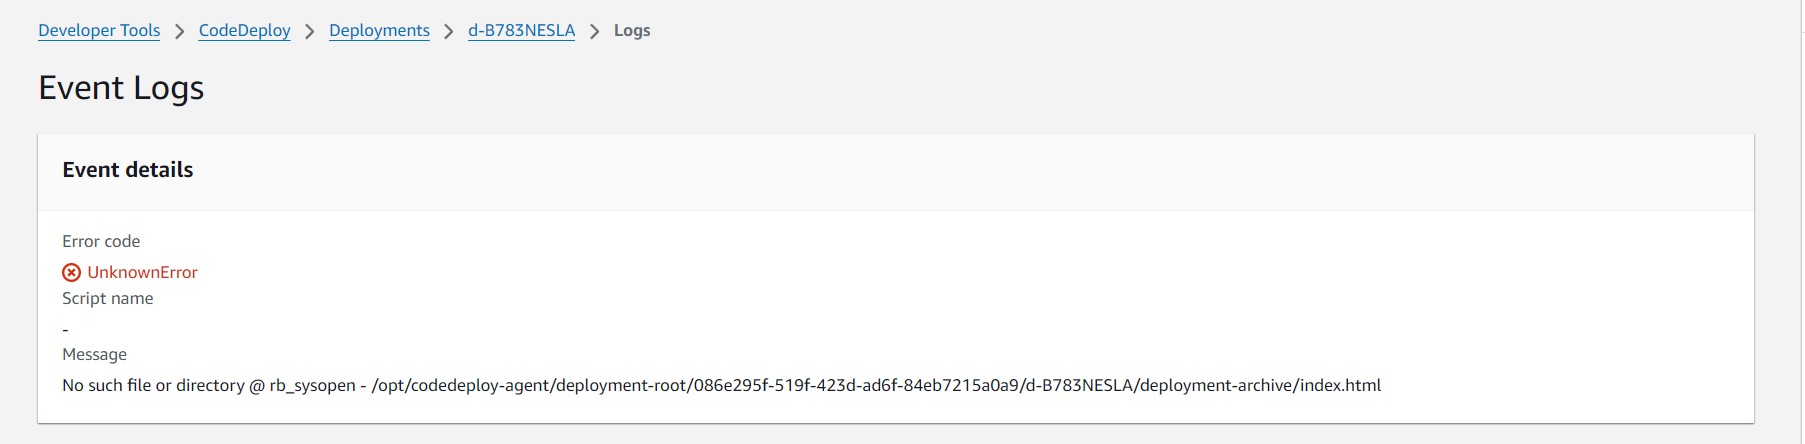 Developer Tools > CodeDeploy > Deployments > d-B783NESLA > Logs
Event Logs
Event details
Error code
UnknownError
Script name
-
Message
No such file or directory @ rb_sysopen - /opt/codedeploy-agent/deployment-root/086e295f-519f-423d-ad6f-84eb7215a0a9/d-B783NESLA/deployment-archive/index.html